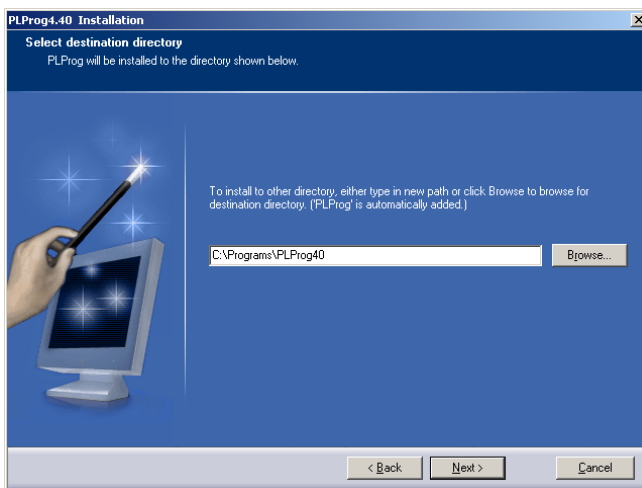 PLProg4.40 Installation
Select destination directory
PLProg will be installed to the directory shown below.
To install to other directory, either type in new path or click Browse to browse for
destination directory. ('PLProg' is automatically added.)
C:\Programs\PLProg40
Browse...
< Back
Next >
Cancel